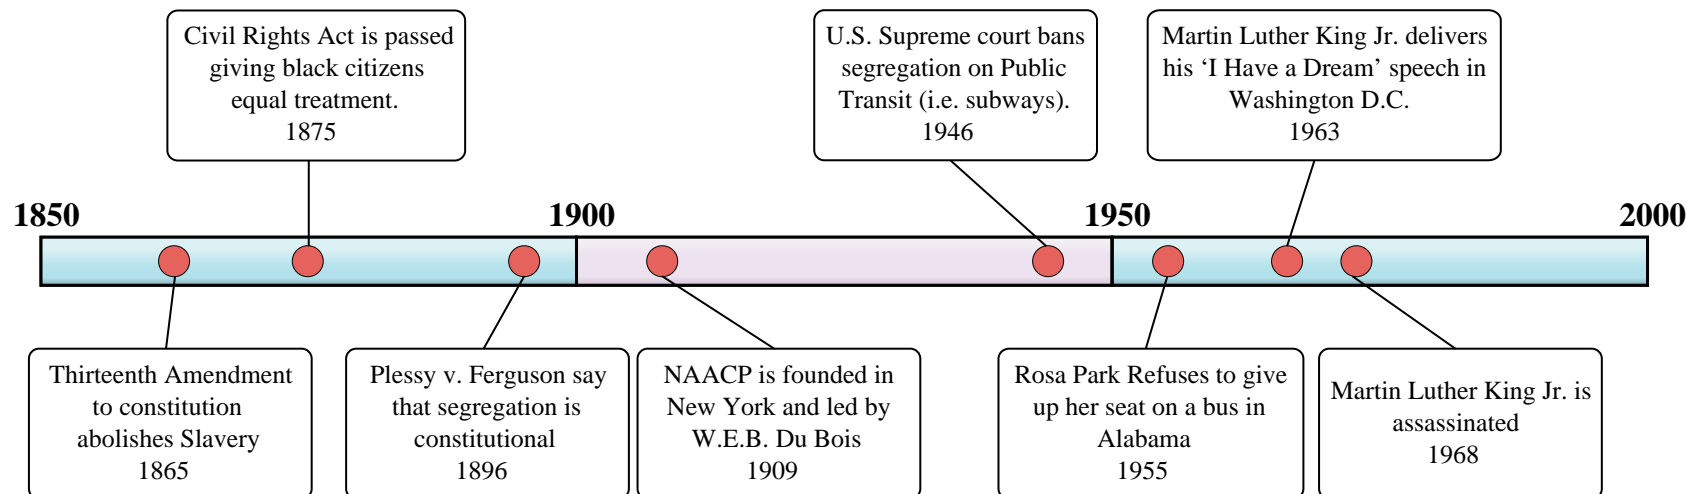 Civil Rights Act is passed
giving black citizens
equal treatment.
1875
U.S. Supreme court bans
segregation on Public
Transit (i.e. subways).
1946
Martin Luther King Jr. delivers
his ‘I Have a Dream’ speech in
Washington D.C.
1963
1850
1900
1950
2000
Thirteenth Amendment
to constitution
abolishes Slavery
1865
Plessy v. Ferguson say
that segregation is
constitutional
1896
NAACP is founded in
New York and led by
W.E.B. Du Bois
1909
Rosa Park Refuses to give
up her seat on a bus in
Alabama
1955
Martin Luther King Jr. is
assassinated
1968